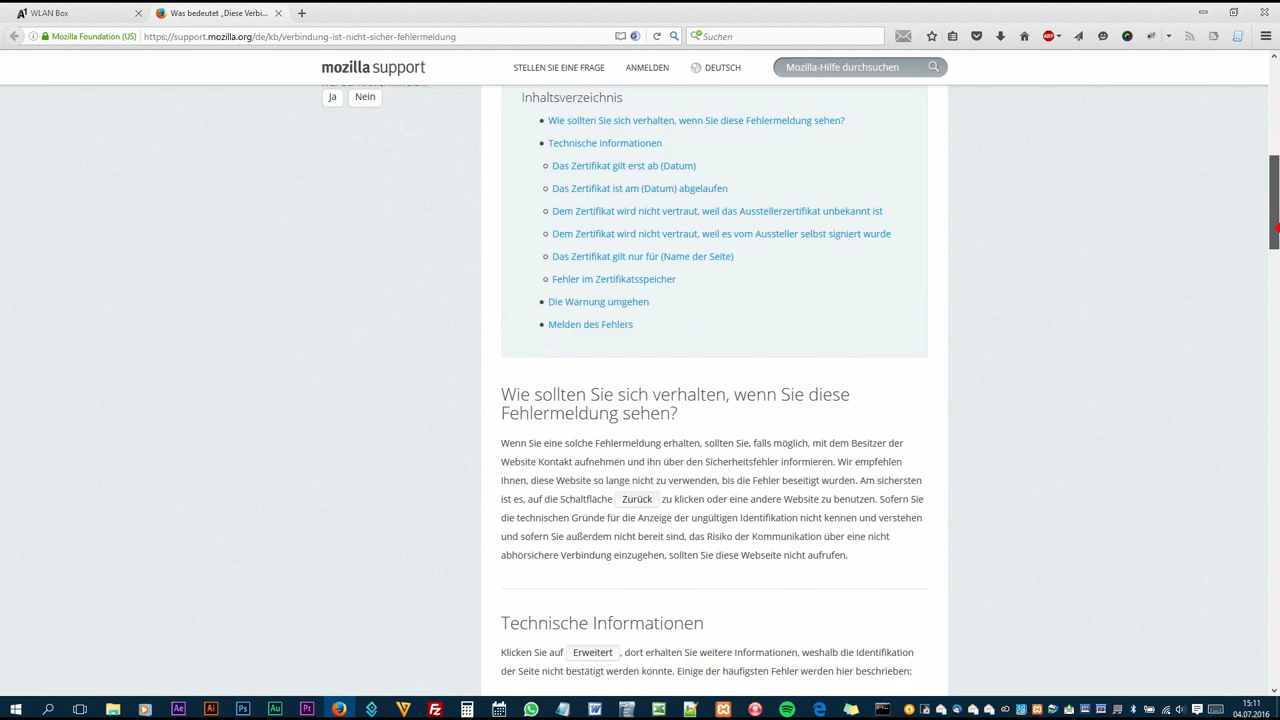 WLAN Box
Was bedeutet „Diese Verbi...
Mozilla Foundation (US)
https://support.mozilla.org/de/kb/verbindung-ist-nicht-sicher-fehlermeldung
Suchen
mozilla support
STELLEN SIE EINE FRAGE
ANMELDEN
DEUTSCH
Mozilla-Hilfe durchsuchen
Ja
Nein
Inhaltsverzeichnis
Wie sollten Sie sich verhalten, wenn Sie diese Fehlermeldung sehen?
Technische Informationen
Das Zertifikat gilt erst ab (Datum)
Das Zertifikat ist am (Datum) abgelaufen
Dem Zertifikat wird nicht vertraut, weil das Ausstellerzertifikat unbekannt ist
Dem Zertifikat wird nicht vertraut, weil es vom Aussteller selbst signiert wurde
Das Zertifikat gilt nur für (Name der Seite)
Fehler im Zertifikatsspeicher
Die Warnung umgehen
Melden des Fehlers
Wie sollten Sie sich verhalten, wenn Sie diese
Fehlermeldung sehen?
Wenn Sie eine solche Fehlermeldung erhalten, sollten Sie, falls möglich, mit dem Besitzer der
Website Kontakt aufnehmen und ihn über den Sicherheitsfehler informieren. Wir empfehlen
Ihnen, diese Website so lange nicht zu verwenden, bis die Fehler beseitigt wurden. Am sichersten
ist es, auf die Schaltfläche Zurück zu klicken oder eine andere Website zu benutzen. Sofern Sie
die technischen Gründe für die Anzeige der ungültigen Identifikation nicht kennen und verstehen
und sofern Sie außerdem nicht bereit sind, das Risiko der Kommunikation über eine nicht
abhörsichere Verbindung einzugehen, sollten Sie diese Webseite nicht aufrufen.
Technische Informationen
Klicken Sie auf Erweitert, dort erhalten Sie weitere Informationen, weshalb die Identifikation
der Seite nicht bestätigt werden konnte. Einige der häufigsten Fehler werden hier beschrieben:
15:11
04.07.2016